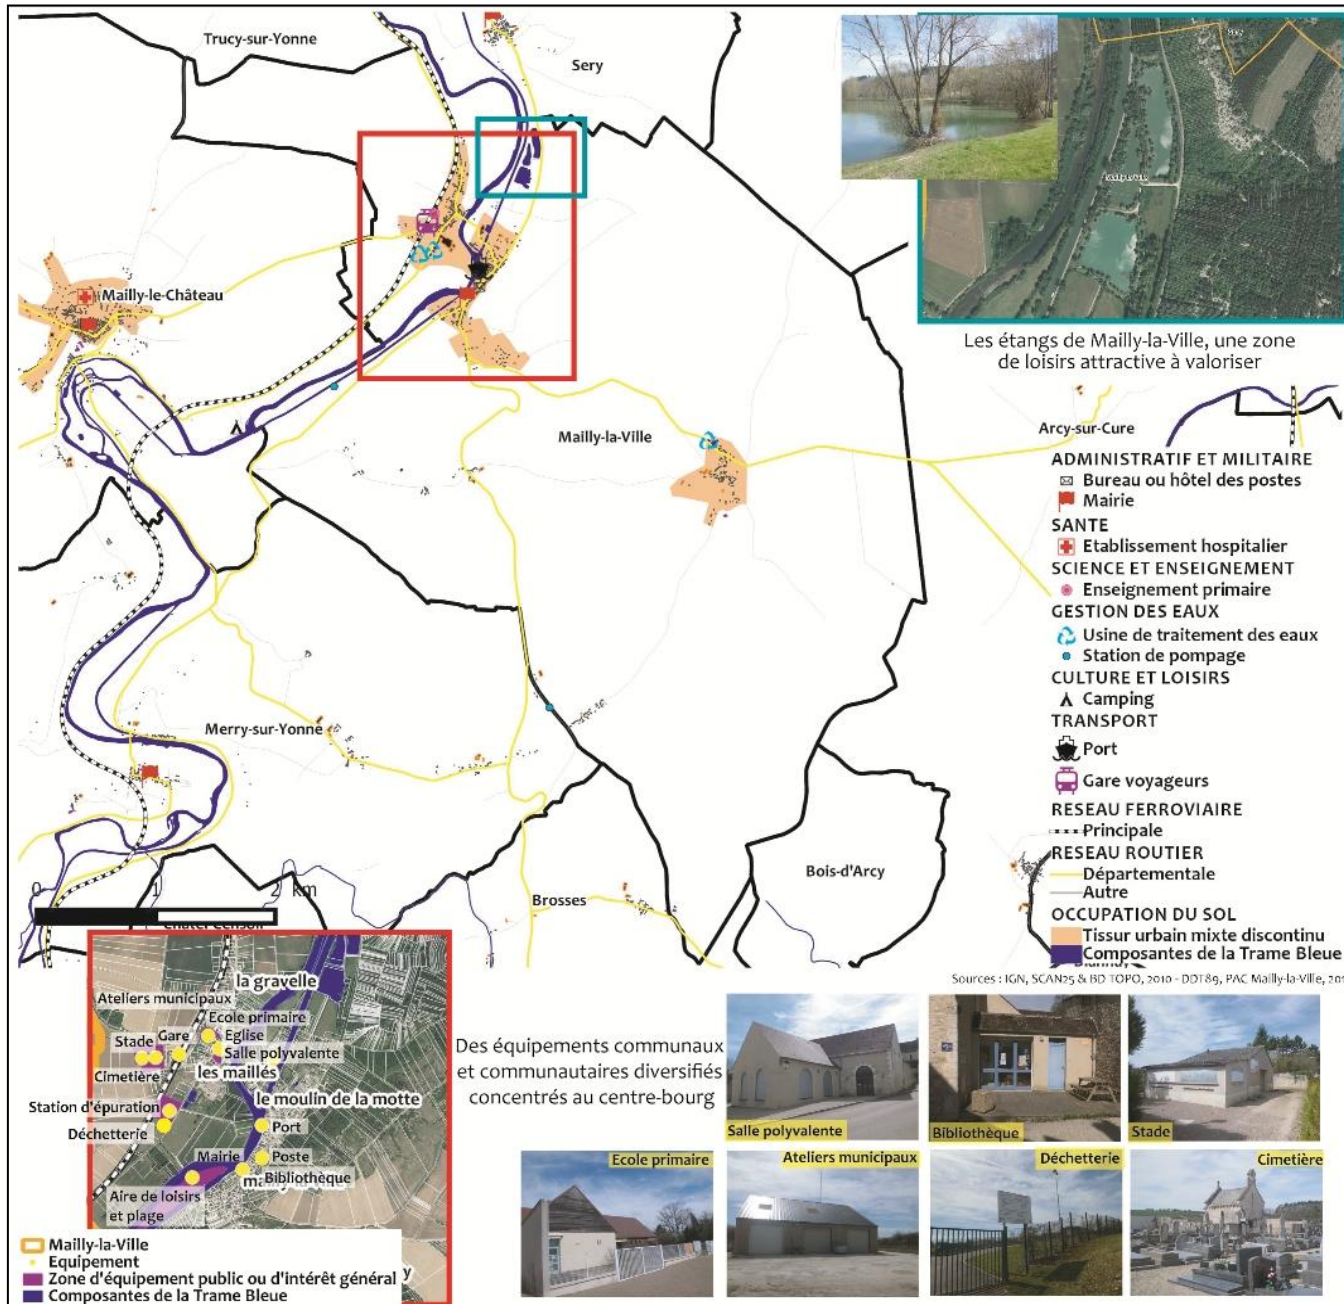 Trucy-sur-Yonne
Sery
Mailly-le-Château
Mailly-la-Ville
Arcy-sur-Cure
Merry-sur-Yonne
Bois-d'Arcy
Brosses
0 1 2 km
Les étangs de Mailly-la-Ville, une zone
de loisirs attractive à valoriser
ADMINISTRATIF ET MILITAIRE
Bureau ou hôtel des postes
Mairie
SANTE
Etablissement hospitalier
SCIENCE ET ENSEIGNEMENT
Enseignement primaire
GESTION DES EAUX
Usine de traitement des eaux
Station de pompage
CULTURE ET LOISIRS
Camping
TRANSPORT
Port
Gare voyageurs
RESEAU FERROVIAIRE
Principale
RESEAU ROUTIER
Départementale
Autre
OCCUPATION DU SOL
Tissur urbain mixte discontinu
Composantes de la Trame Bleue
Sources : IGN, SCAN25 & BD TOPO, 2010 - DDT89, PAC Mailly-la-Ville, 201
la gravelle
Ateliers municipaux
Ecole primaire
Stade
Gare
Eglise
Salle polyvalente
Cimetière
les maillés
Station d'épuration
le moulin de la motte
Déchetterie
Port
Mairie
Poste
Bibliothèque
Aire de loisirs
et plage
Mailly-la-Ville
Equipement
Zone d'équipement public ou d'intérêt général
Composantes de la Trame Bleue
Des équipements communaux
et communautaires diversifiés
concentrés au centre-bourg
Salle polyvalente
Bibliothèque
Stade
Ecole primaire
Ateliers municipaux
Déchetterie
Cimetière